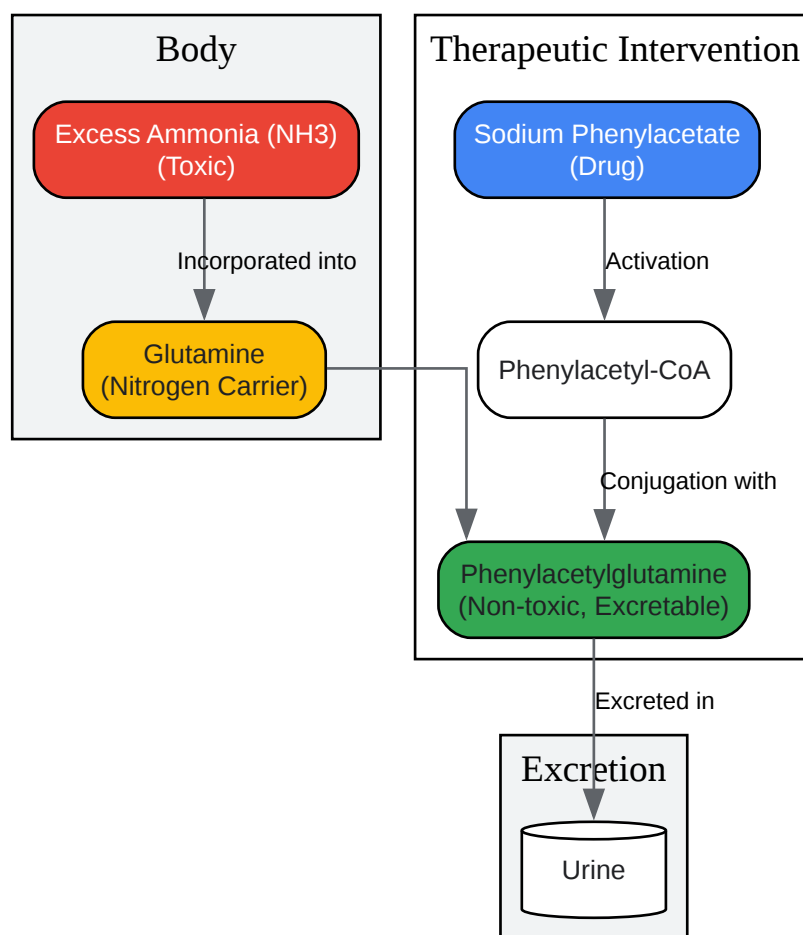 Body
Excess Ammonia (NH3)
(Toxic)
Incorporated into
Glutamine
(Nitrogen Carrier)
Therapeutic Intervention
Sodium Phenylacetate
(Drug)
Activation
Phenylacetyl-CoA
Conjugation with
Phenylacetylglutamine
(Non-toxic, Excretable)
Excreted in
Excretion
Urine